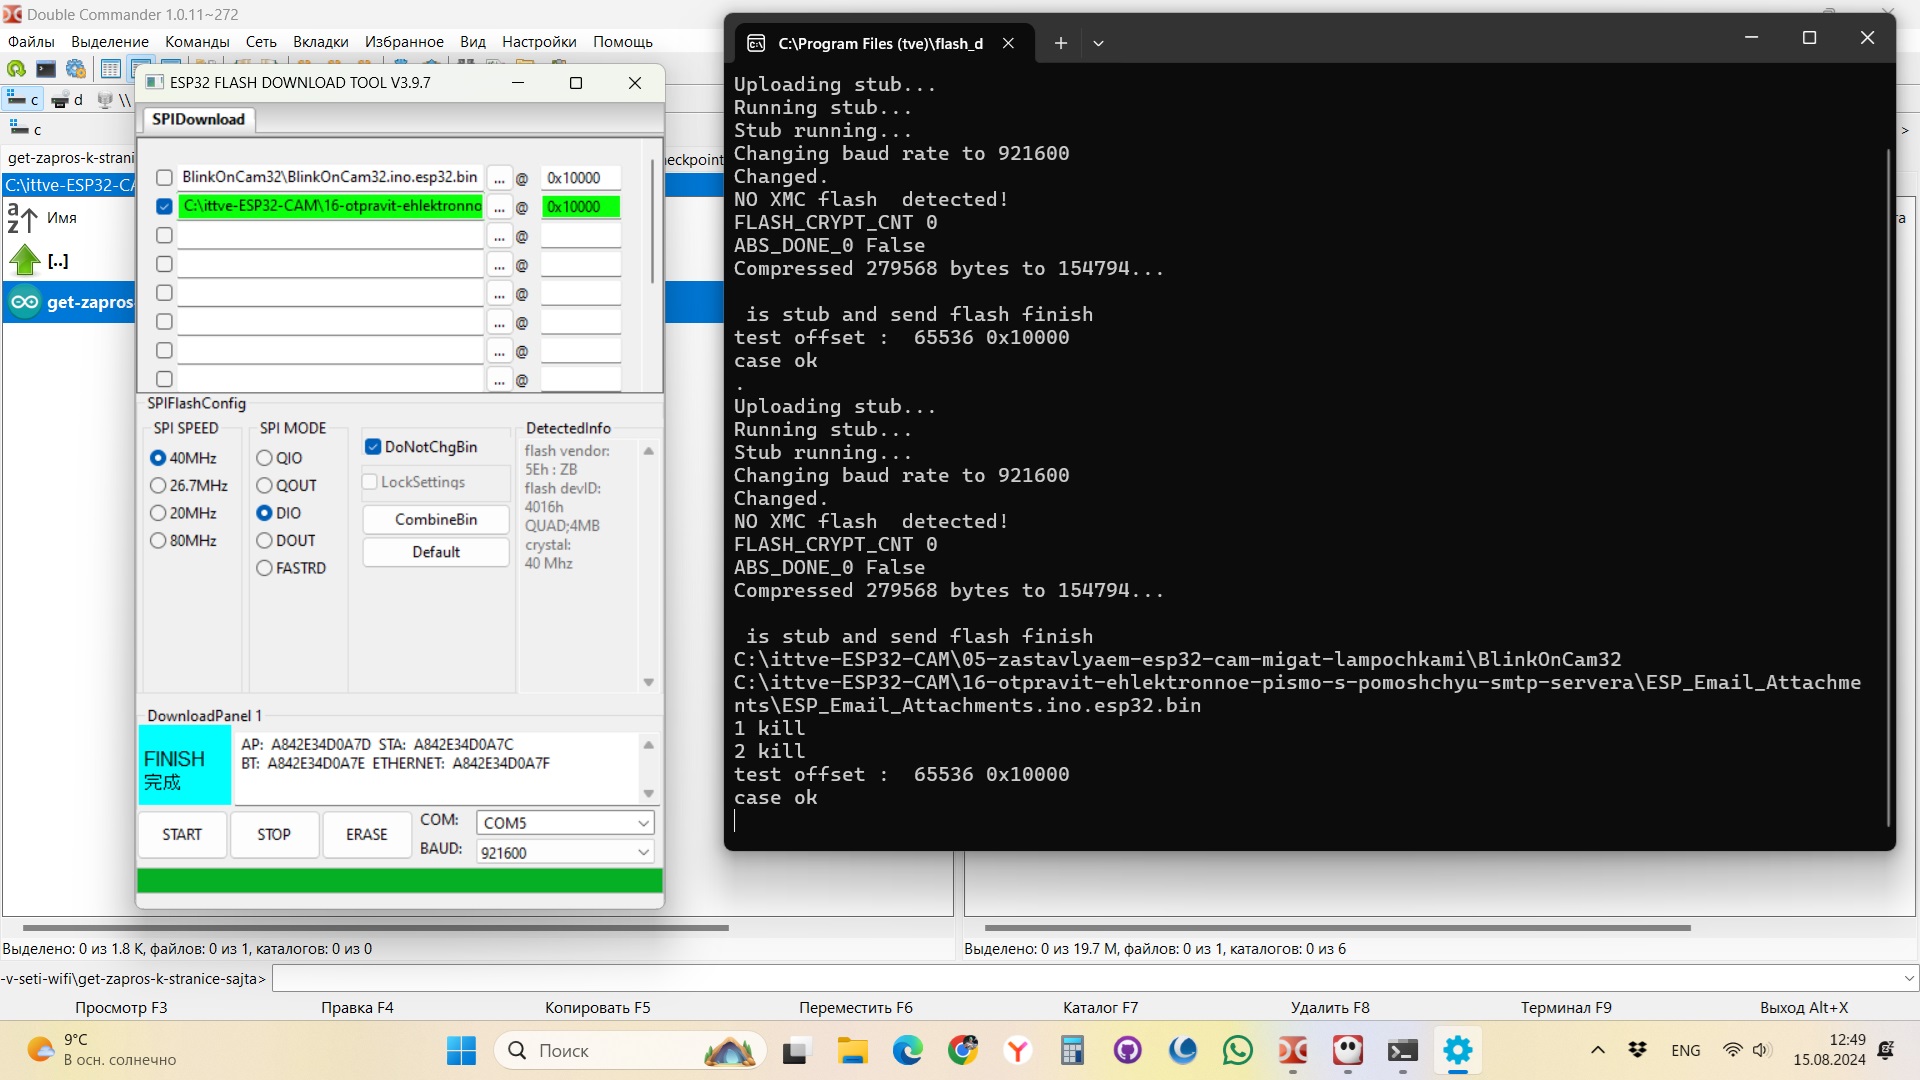 Double Commander 1.0.11~272
Файлы Выделение Команды Сеть Вкладки Избранное Вид Настройки Помощь
c d \\
c
get-zapros-k-strani
heckpoint
>
C:\ittve-ESP32-CA
a
z
Имя
[..]
get-zapros
ESP32 FLASH DOWNLOAD TOOL V3.9.7
SPIDownload
BlinkOnCam32\BlinkOnCam32.ino.esp32.bin ... @ 0x10000
C:\ittve-ESP32-CAM\16-otpravit-ehlektronno ... @ 0x10000
... @
... @
... @
... @
... @
... @
SPIFlashConfig
SPI SPEED
40MHz
26.7MHz
20MHz
80MHz
SPI MODE
QIO
QOUT
DIO
DOUT
FASTRD
DoNotChgBin
LockSettings
CombineBin
Default
DetectedInfo
flash vendor:
5Eh : ZB
flash devID:
4016h
QUAD;4MB
crystal:
40 Mhz
DownloadPanel 1
FINISH
完成
AP: A842E34D0A7D STA: A842E34D0A7C
BT: A842E34D0A7E ETHERNET: A842E34D0A7F
START STOP ERASE
COM: COM5
BAUD: 921600
C:\Program Files (tve)\flash_d
Uploading stub...
Running stub...
Stub running...
Changing baud rate to 921600
Changed.
NO XMC flash  detected!
FLASH_CRYPT_CNT 0
ABS_DONE_0 False
Compressed 279568 bytes to 154794...
is stub and send flash finish
test offset :  65536 0x10000
case ok
.
Uploading stub...
Running stub...
Stub running...
Changing baud rate to 921600
Changed.
NO XMC flash  detected!
FLASH_CRYPT_CNT 0
ABS_DONE_0 False
Compressed 279568 bytes to 154794...
is stub and send flash finish
C:\ittve-ESP32-CAM\05-zastavlyaem-esp32-cam-migat-lampochkami\BlinkOnCam32
C:\ittve-ESP32-CAM\16-otpravit-ehlektronnoe-pismo-s-pomoshchyu-smtp-servera\ESP_Email_Attachme
nts\ESP_Email_Attachments.ino.esp32.bin
1 kill
2 kill
test offset :  65536 0x10000
case ok
Выделено: 0 из 1.8 K, файлов: 0 из 1, каталогов: 0 из 0
Выделено: 0 из 19.7 M, файлов: 0 из 1, каталогов: 0 из 6
-v-seti-wifi\get-zapros-k-stranice-sajta>
Просмотр F3 Правка F4 Копировать F5 Переместить F6 Каталог F7 Удалить F8 Терминал F9 Выход Alt+X
9°C
В осн. солнечно
Поиск
ENG
12:49
15.08.2024